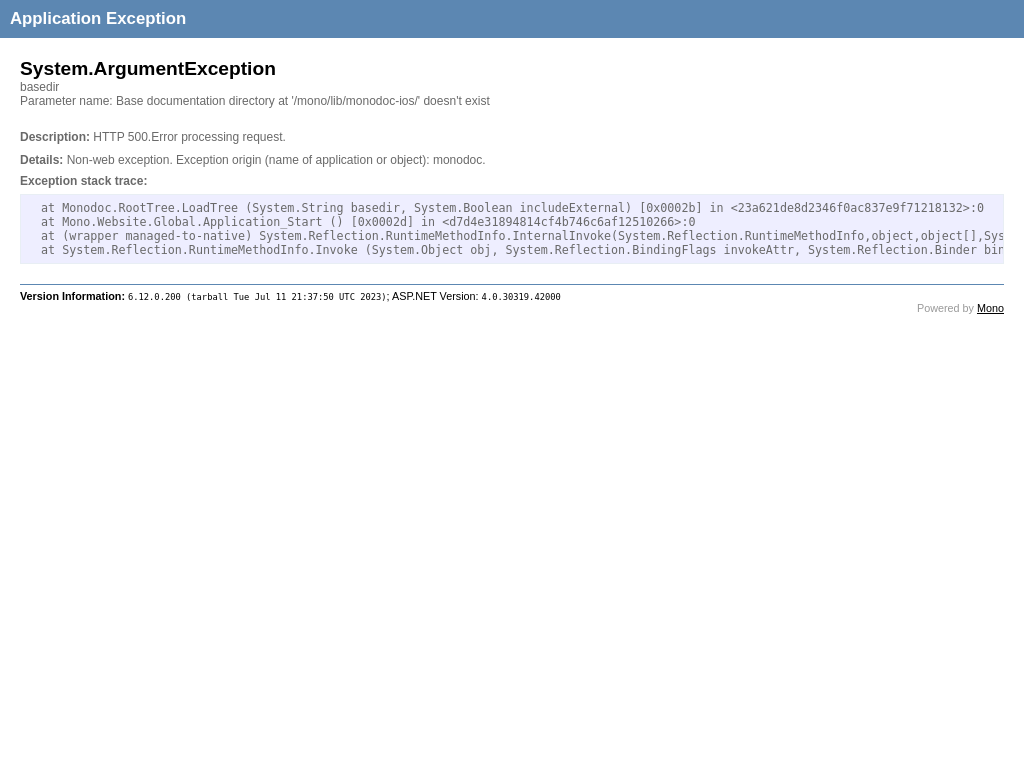 Application Exception
System.ArgumentException
basedir
Parameter name: Base documentation directory at '/mono/lib/monodoc-ios/' doesn't exist
Description: HTTP 500.Error processing request.
Details: Non-web exception. Exception origin (name of application or object): monodoc.
Exception stack trace:
at Monodoc.RootTree.LoadTree (System.String basedir, System.Boolean includeExternal) [0x0002b] in <23a621de8d2346f0ac837e9f71218132>:0
at Mono.Website.Global.Application_Start () [0x0002d] in <d7d4e31894814cf4b746c6af12510266>:0
at (wrapper managed-to-native) System.Reflection.RuntimeMethodInfo.InternalInvoke(System.Reflection.RuntimeMethodInfo,object,object[],Sys
at System.Reflection.RuntimeMethodInfo.Invoke (System.Object obj, System.Reflection.BindingFlags invokeAttr, System.Reflection.Binder bin
Version Information: 6.12.0.200 (tarball Tue Jul 11 21:37:50 UTC 2023); ASP.NET Version: 4.0.30319.42000
Powered by Mono